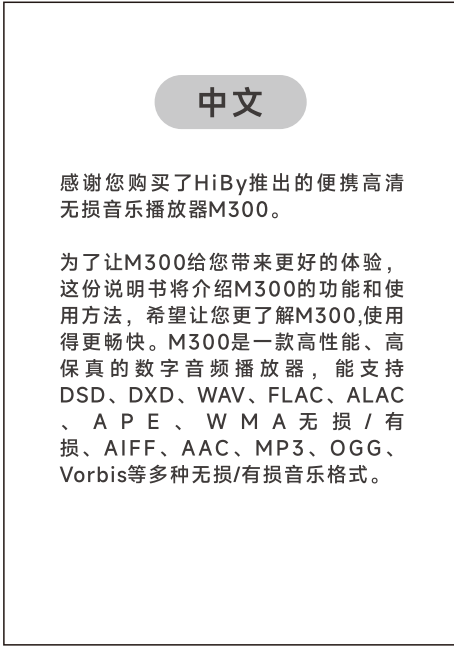 中文
感谢您购买了HiBy推出的便携高清
无损音乐播放器M300。
为了让M300给您带来更好的体验，
这份说明书将介绍M300的功能和使
用方法，希望让您更了解M300,使用
得更畅快。M300是一款高性能、高
保真的数字音频播放器，能支持
DSD、DXD、WAV、FLAC、ALAC
、APE、WMA无损/有
损、AIFF、AAC、MP3、OGG、
Vorbis等多种无损/有损音乐格式。